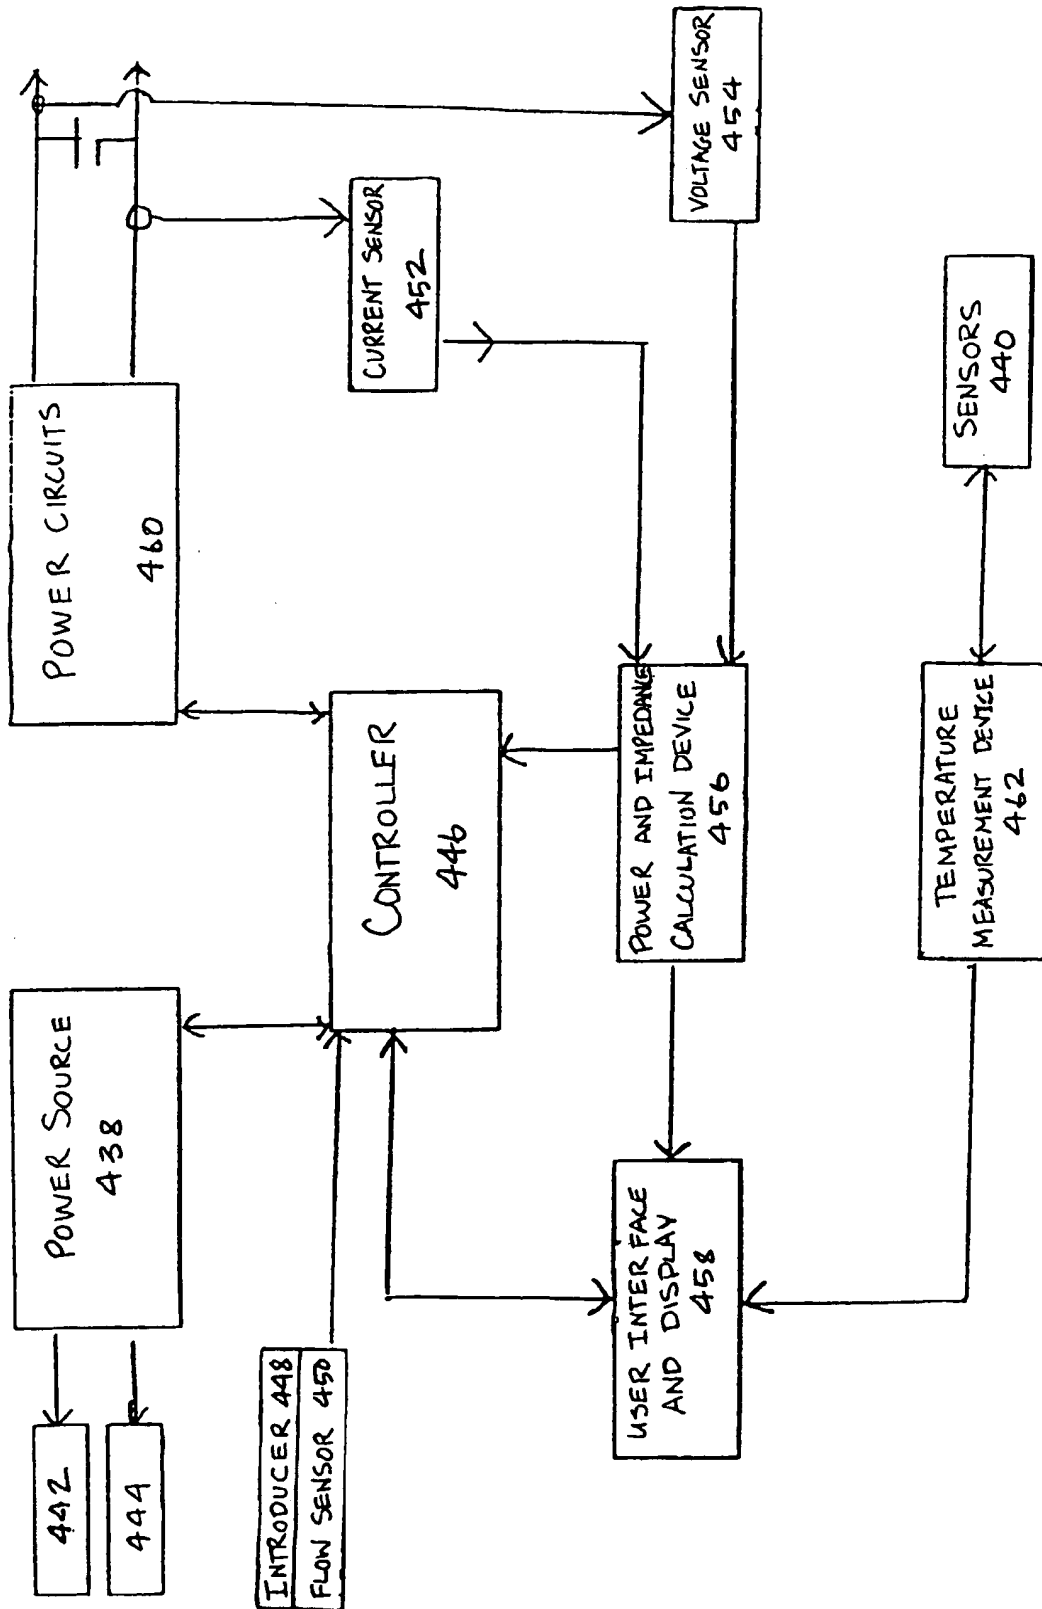 442
444
POWER SOURCE
438
POWER CIRCUITS
460
INTRODUCER 448
FLOW SENSOR 450
CONTROLLER
446
CURRENT SENSOR
452
USER INTERFACE
AND DISPLAY
458
POWER AND IMPEDANCE
CALCULATION DEVICE
456
VOLTAGE SENSOR
454
TEMPERATURE
MEASUREMENT DEVICE
462
SENSORS
440